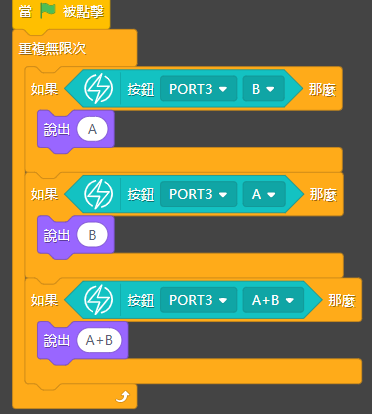 當 被點擊
重複無限次
如果 按鈕 PORT3 B 那麼
說出 A
如果 按鈕 PORT3 A 那麼
說出 B
如果 按鈕 PORT3 A+B 那麼
說出 A+B